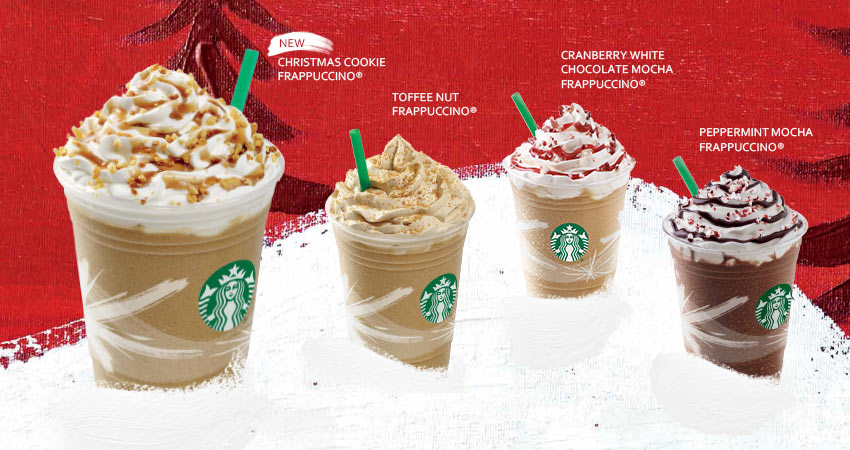 NEW
CHRISTMAS COOKIE
FRAPPUCCINO®
TOFFEE NUT
FRAPPUCCINO®
CRANBERRY WHITE
CHOCOLATE MOCHA
FRAPPUCCINO®
PEPPERMINT MOCHA
FRAPPUCCINO®